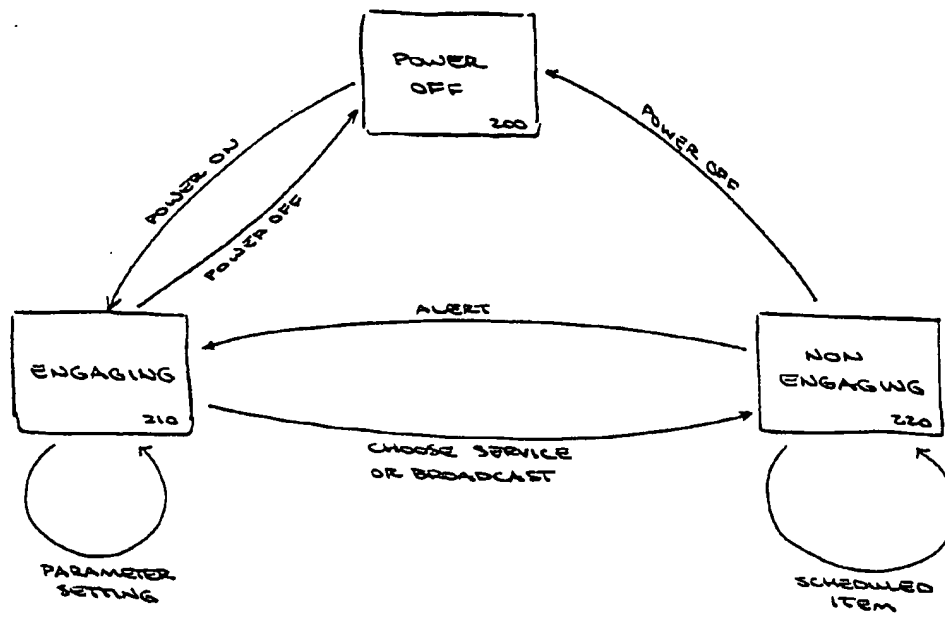 POWER
OFF
200
POWER ON
POWER OFF
POWER OFF
ALERT
ENGAGING
210
NON
ENGAGING
220
CHOOSE SERVICE
OR BROADCAST
PARAMETER
SETTING
SCHEDULED
ITEM